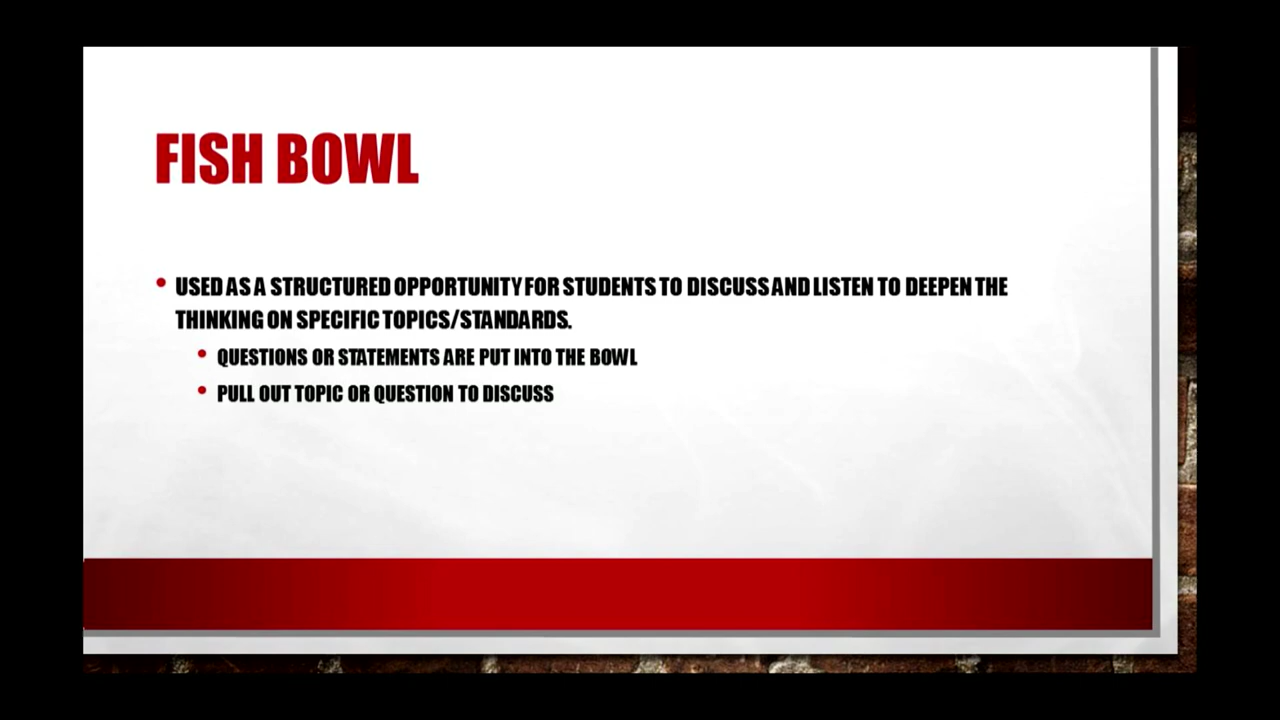 FISH BOWL
• USED AS A STRUCTURED OPPORTUNITY FOR STUDENTS TO DISCUSS AND LISTEN TO DEEPEN THE
THINKING ON SPECIFIC TOPICS/STANDARDS.
• QUESTIONS OR STATEMENTS ARE PUT INTO THE BOWL
• PULL OUT TOPIC OR QUESTION TO DISCUSS